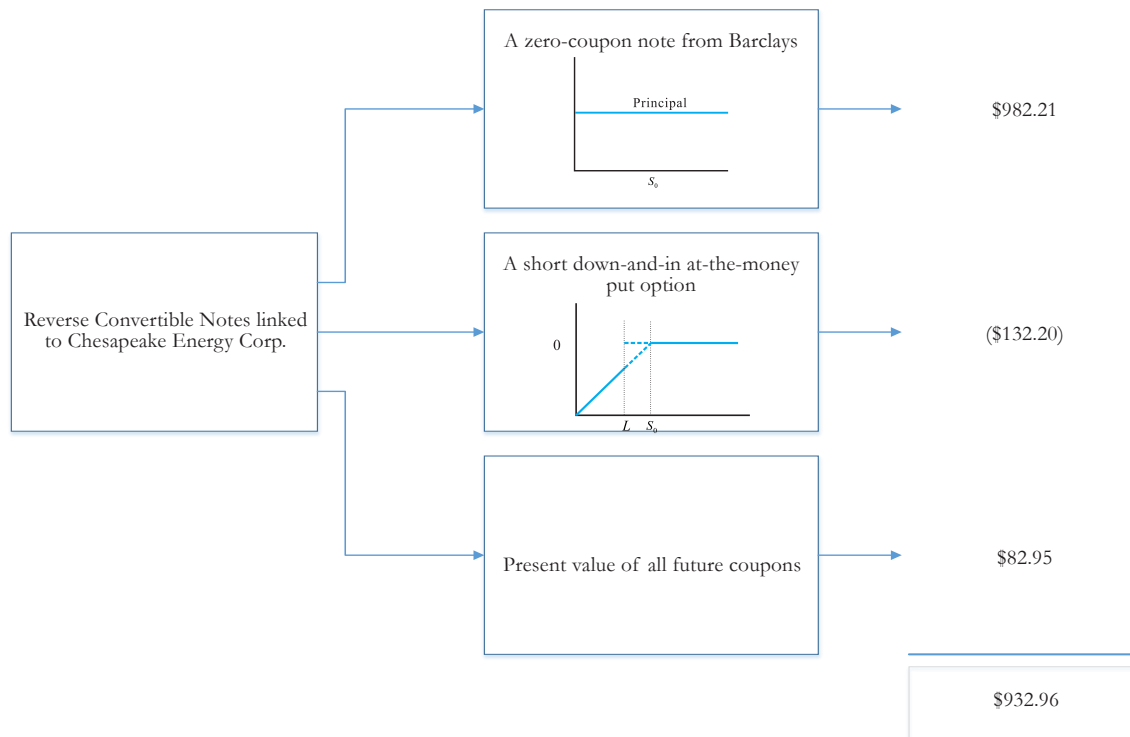 A zero-coupon note from Barclays
Principal
S₀
$982.21
Reverse Convertible Notes linked
to Chesapeake Energy Corp.
A short down-and-in at-the-money
put option
0
L S₀
($132.20)
Present value of all future coupons
$82.95
$932.96